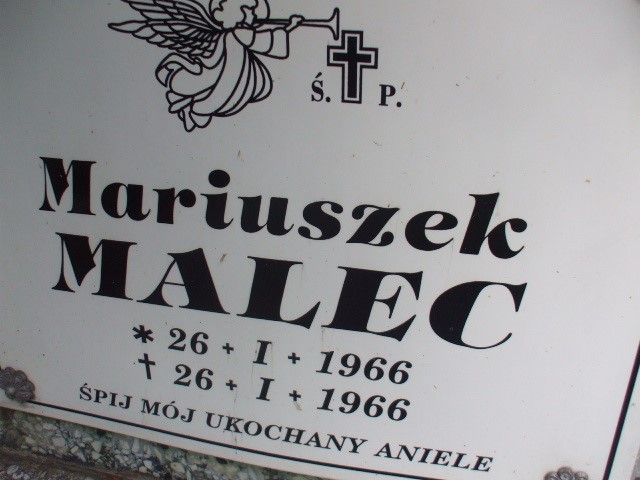 Ś. P.
Mariuszek
MALEC
* 26 + I + 1966
† 26 + I + 1966
ŚPIJ MÓJ UKOCHANY ANIELE